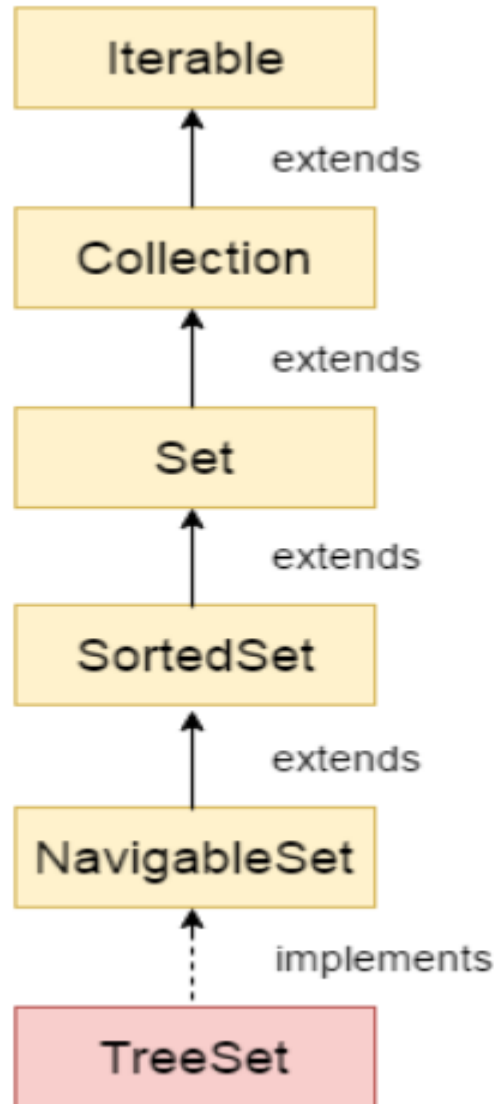 Iterable
extends
Collection
extends
Set
extends
SortedSet
extends
NavigableSet
implements
TreeSet